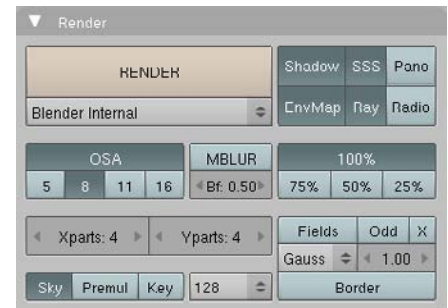 Render
RENDER
Shadow SSS Pano
Blender Internal
EnvMap Ray Radio
OSA MBLUR 100%
5 8 11 16 Bf: 0.50 75% 50% 25%
Xparts: 4 Yparts: 4 Fields Odd X
Gauss 1.00
Sky Premul Key 128 Border